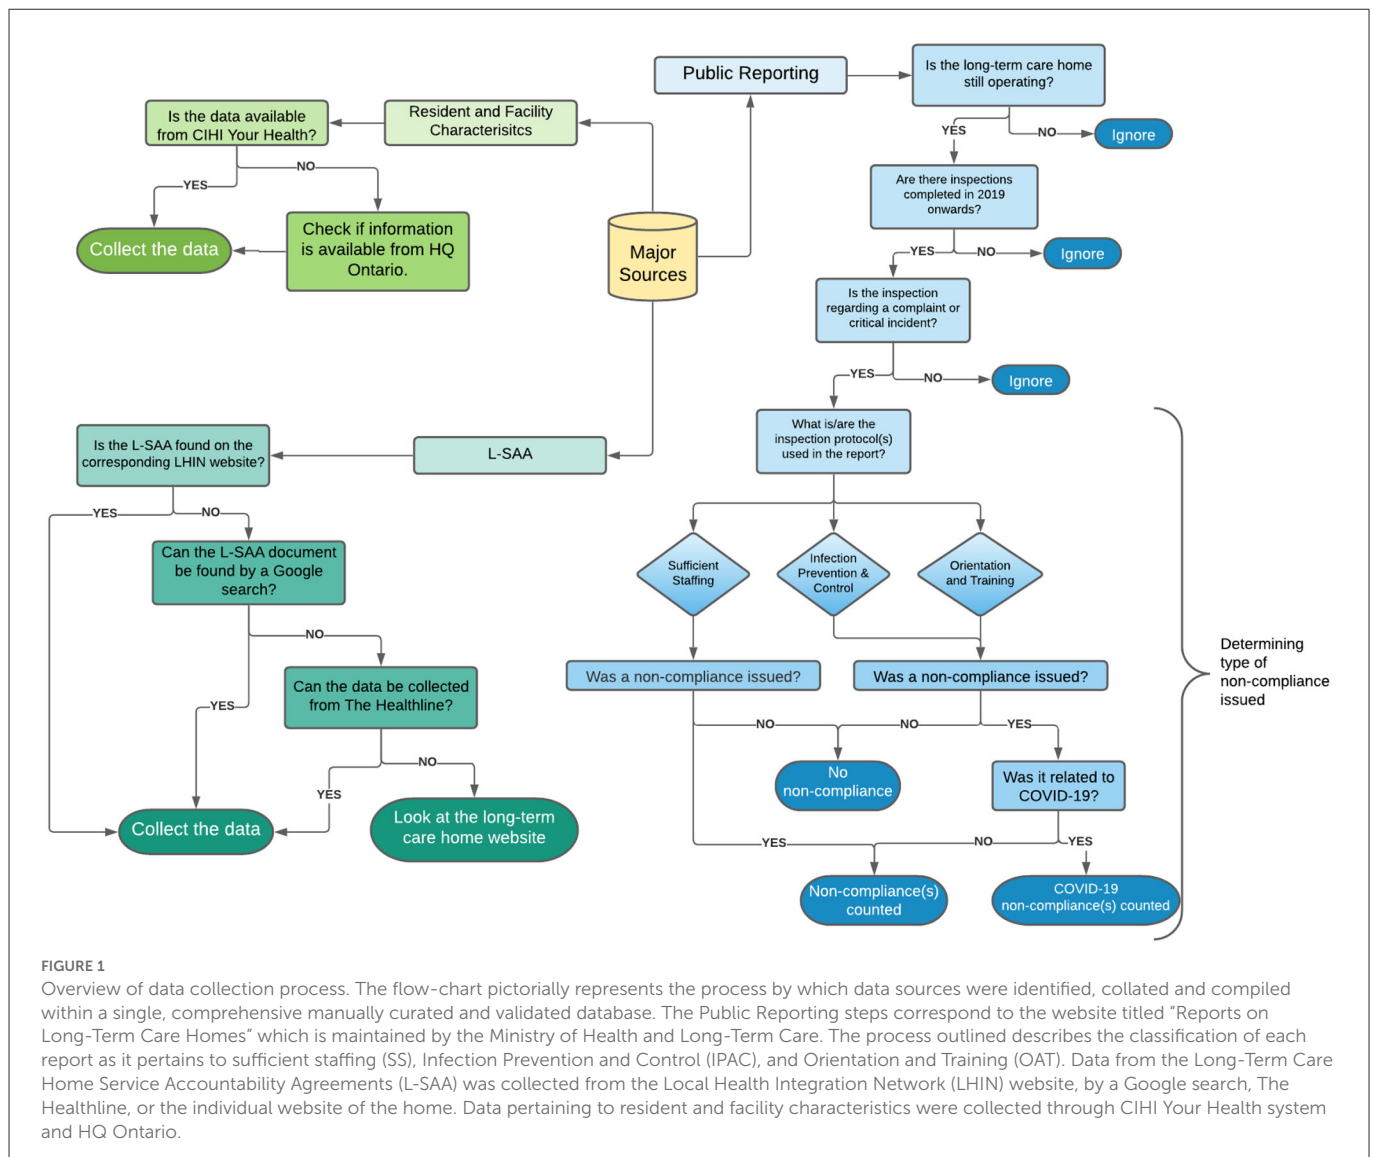 Public Reporting
Is the long-term care home
still operating?
YES
NO
Ignore
Are there inspections
completed in 2019
onwards?
YES
NO
Ignore
Is the inspection
regarding a complaint or
critical incident?
YES
NO
Ignore
What is/are the
inspection protocol(s)
used in the report?
Sufficient
Staffing
Infection
Prevention &
Control
Orientation
and Training
Was a non-compliance issued?
Was a non-compliance issued?
NO
NO
YES
No
non-compliance
Was it related to
COVID-19?
YES
NO
YES
Non-compliance(s)
counted
COVID-19
non-compliance(s) counted
Determining
type of
non-compliance
issued
Major
Sources
Resident and Facility
Characterisitcs
Is the data available
from CIHI Your Health?
YES
NO
Collect the data
Check if information
is available from HQ
Ontario.
L-SAA
Is the L-SAA found on the
corresponding LHIN website?
YES
NO
Can the L-SAA document
be found by a Google
search?
NO
YES
Can the data be collected
from The Healthline?
NO
YES
Collect the data
Look at the long-term
care home website
FIGURE 1
Overview of data collection process. The flow-chart pictorially represents the process by which data sources were identified, collated and compiled
within a single, comprehensive manually curated and validated database. The Public Reporting steps correspond to the website titled “Reports on
Long-Term Care Homes” which is maintained by the Ministry of Health and Long-Term Care. The process outlined describes the classification of each
report as it pertains to sufficient staffing (SS), Infection Prevention and Control (IPAC), and Orientation and Training (OAT). Data from the Long-Term Care
Home Service Accountability Agreements (L-SAA) was collected from the Local Health Integration Network (LHIN) website, by a Google search, The
Healthline, or the individual website of the home. Data pertaining to resident and facility characteristics were collected through CIHI Your Health system
and HQ Ontario.